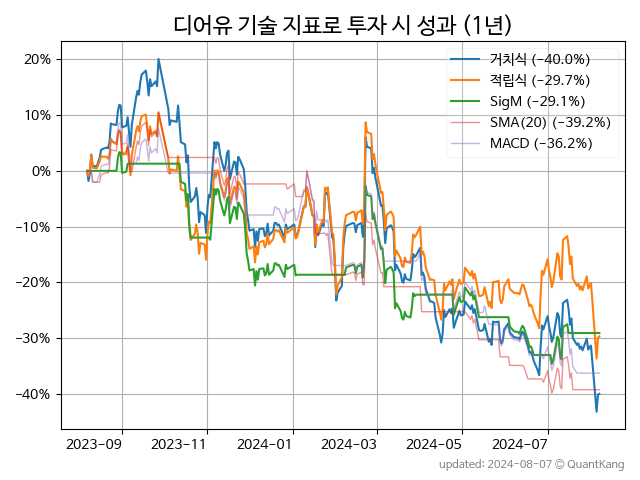 디어유 기술 지표로 투자 시 성과 (1년)
거치식 (−40.0%)
적립식 (−29.7%)
SigM (−29.1%)
SMA(20) (−39.2%)
MACD (−36.2%)
20%
10%
0%
−10%
−20%
−30%
−40%
2023-09
2023-11
2024-01
2024-03
2024-05
2024-07
updated: 2024-08-07 © QuantKang